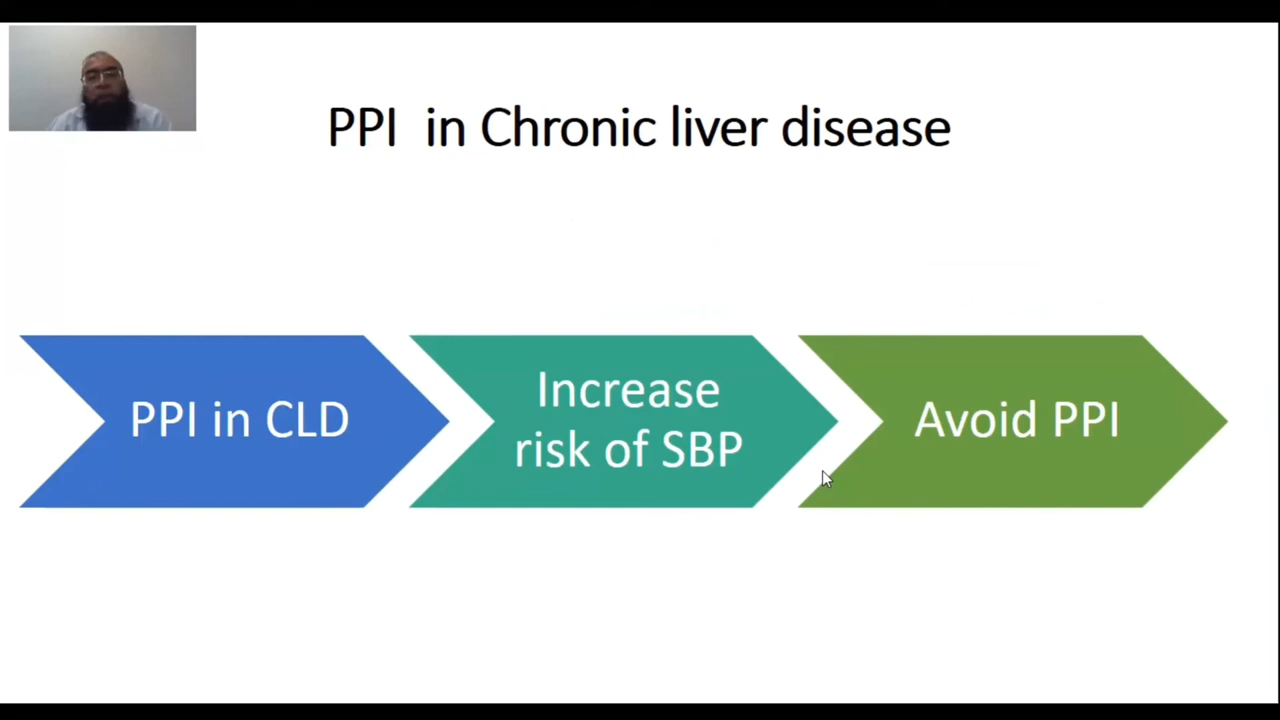 PPI in Chronic liver disease
PPI in CLD
Increase
risk of SBP
Avoid PPI